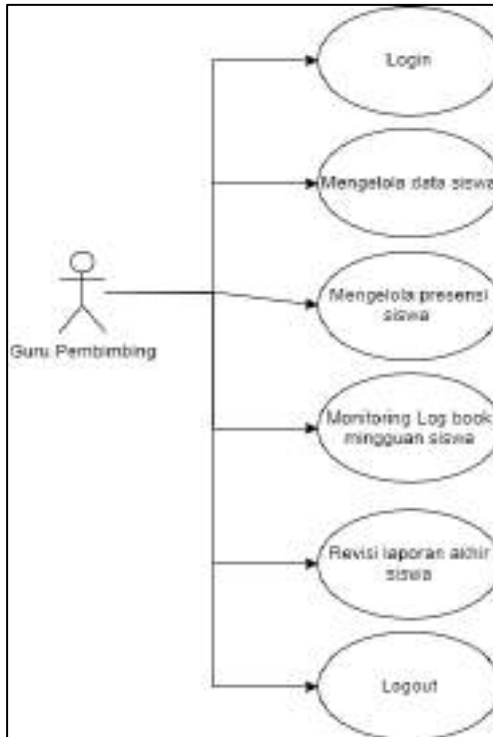 Login
Mengelola data siswa
Mengelola presensi
siswa
Guru Pembimbing
Monitoring Log book
mingguan siswa
Revisi laporan akhir
siswa
Logout